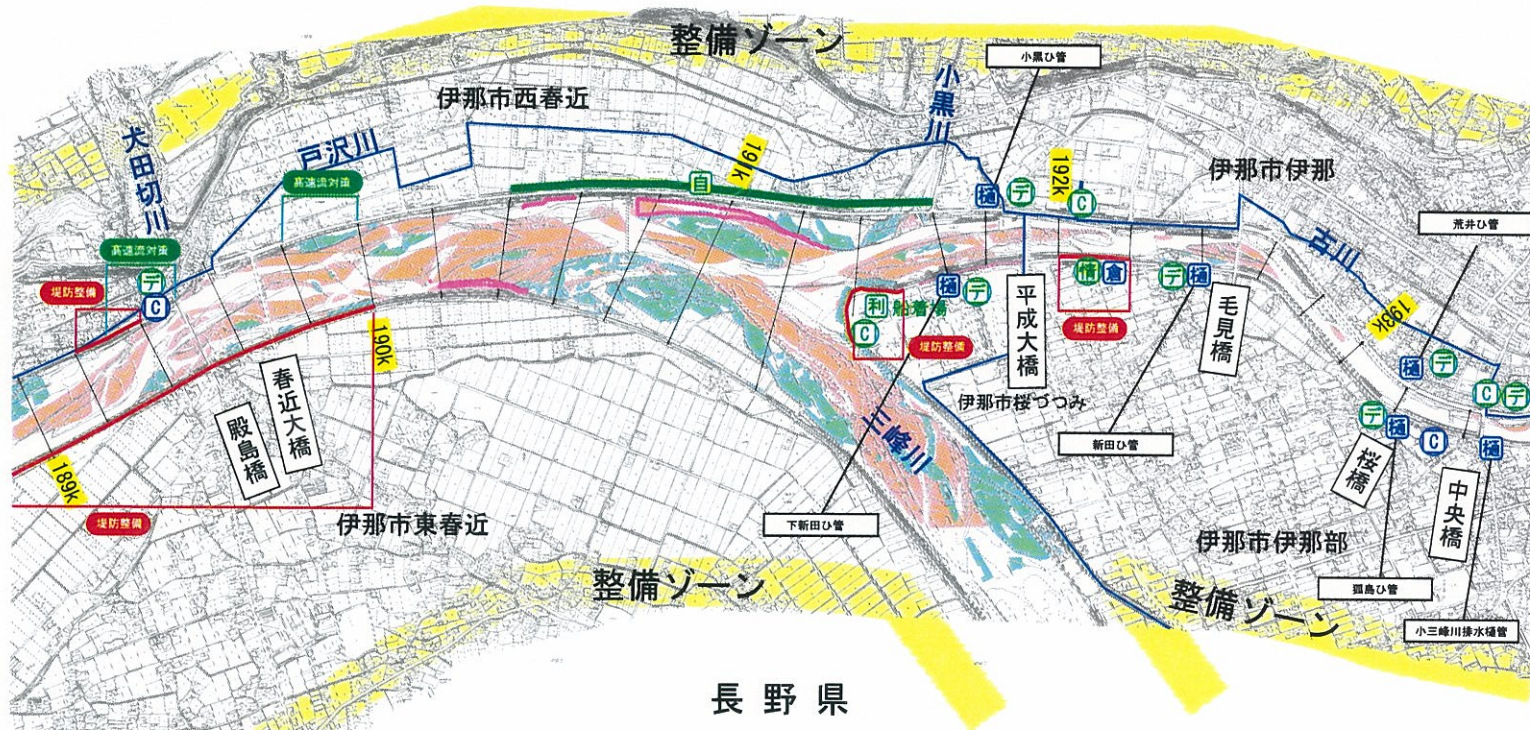 整備ゾーン
小黒ひ管
小黒川
伊那市西春近
犬田切川
戸沢川
高速流対策
自
191k
樋
デ
192k
C
伊那市伊那
荒井ひ管
高速流対策
デ
C
堤防整備
古川
利 船着場
C
樋
デ
堤防整備
平成大橋
情
倉
堤防整備
デ
樋
毛見橋
193k
樋
デ
C
デ
190k
春近大橋
殿島橋
189k
堤防整備
伊那市東春近
三峰川
伊那市桜づつみ
新田ひ管
下新田ひ管
デ
樋
C
樋
桜橋
中央橋
伊那市伊那部
狐島ひ管
小三峰川排水樋管
整備ゾーン
整備ゾーン
長野県